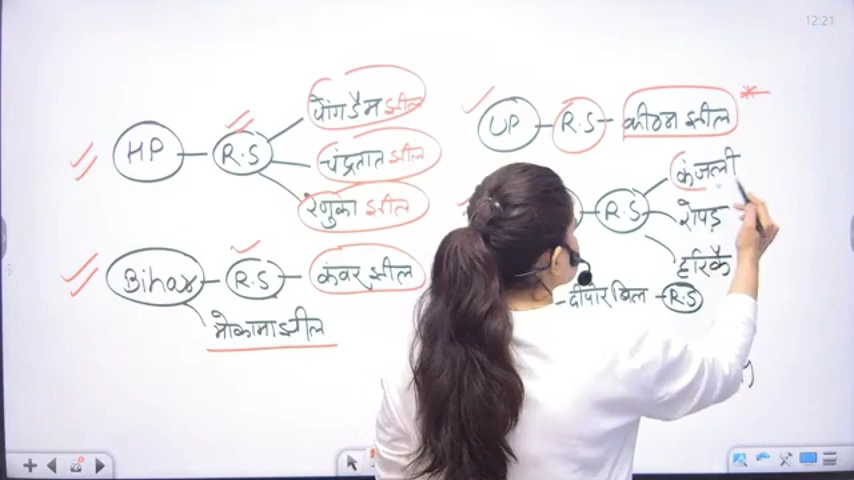 12:21
HP - R.S
पोंगडैम झील
चंद्रताल झील
रेणुका झील
Bihar - R.S - कंवर झील
मोकामा झील
UP - R.S - कीठम झील *
R.S
कंजली
रोपड़
हरिके
- दीपोर बिल - R.S